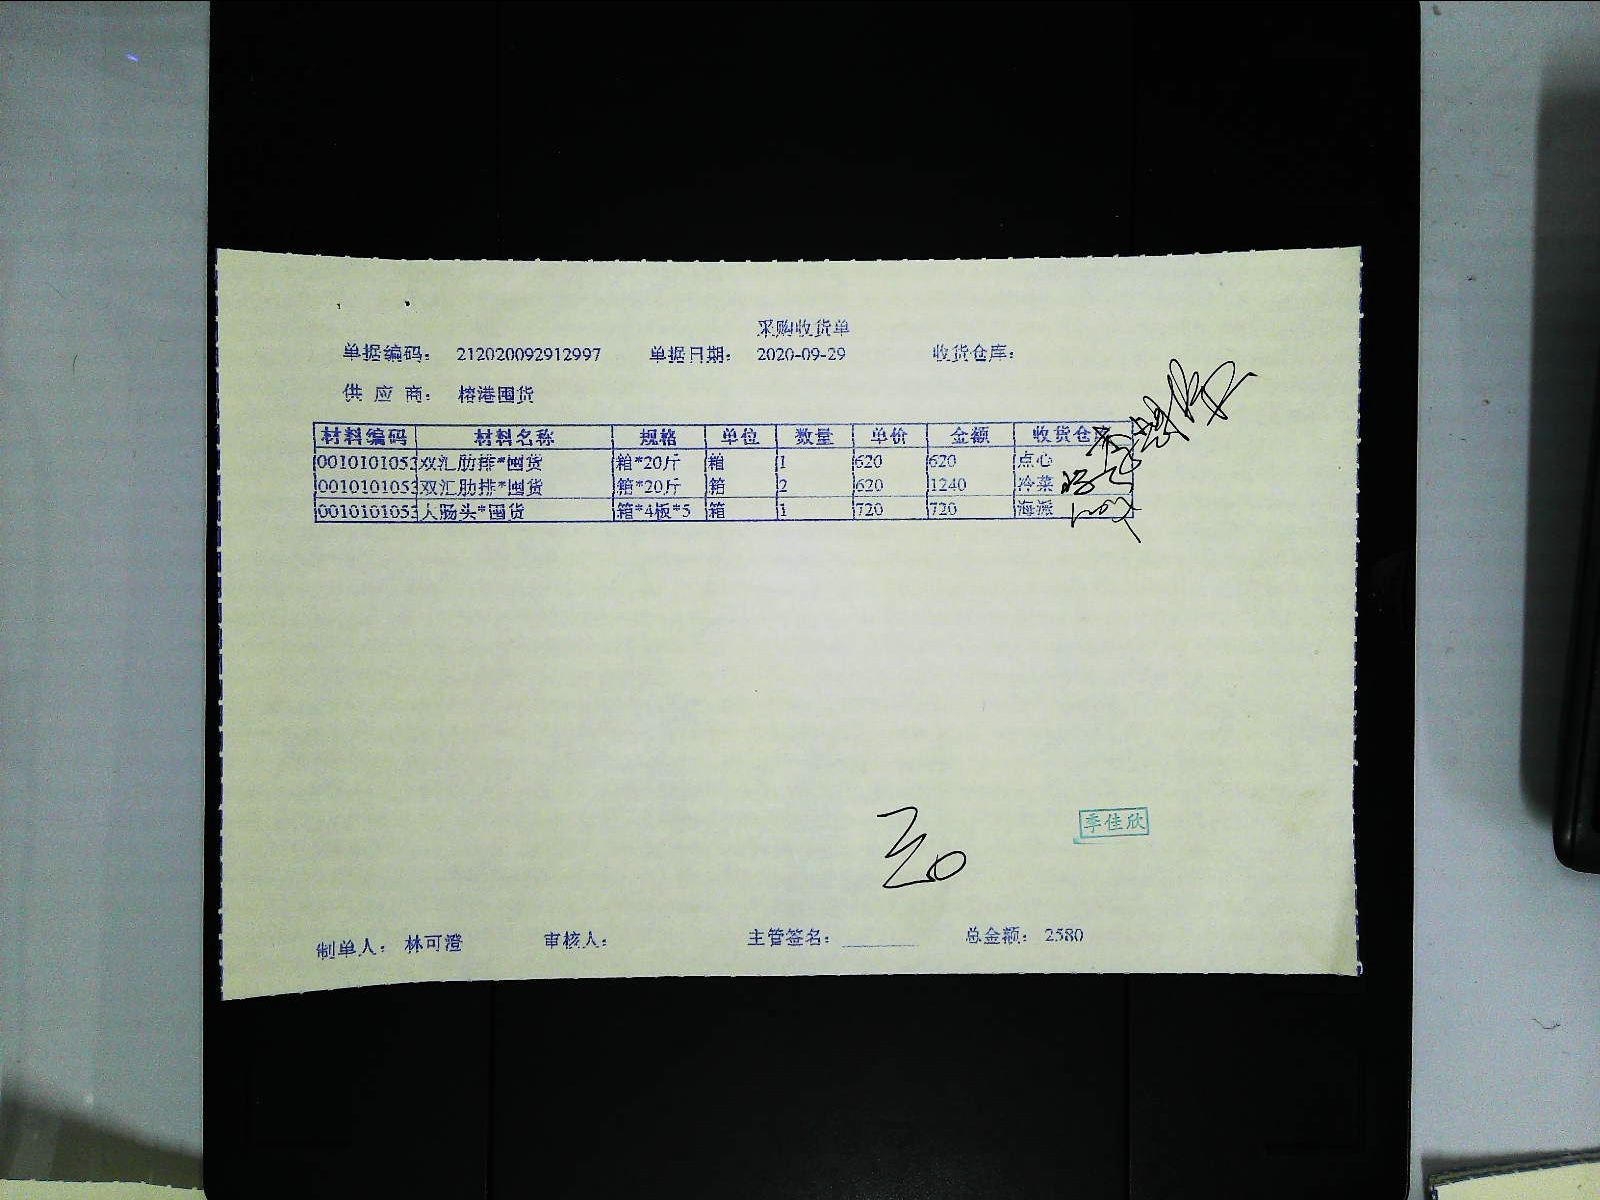 采购收货单
单据编码： 212020092912997 单据日期： 2020-09-29 收货仓库：
供 应 商： 榕港囤货
材料编码 材料名称 规格 单位 数量 单价 金额 收货仓
0010101053 双汇肋排*囤货 箱*20斤 箱 1 620 620 点心
0010101053 双汇肋排*囤货 箱*20斤 箱 2 620 1240 冷菜
0010101053 大肠头*囤货 箱*4板*5 箱 1 720 720 海派
季佳欣
制单人： 林可澄 审核人： 主管签名： 总金额： 2580